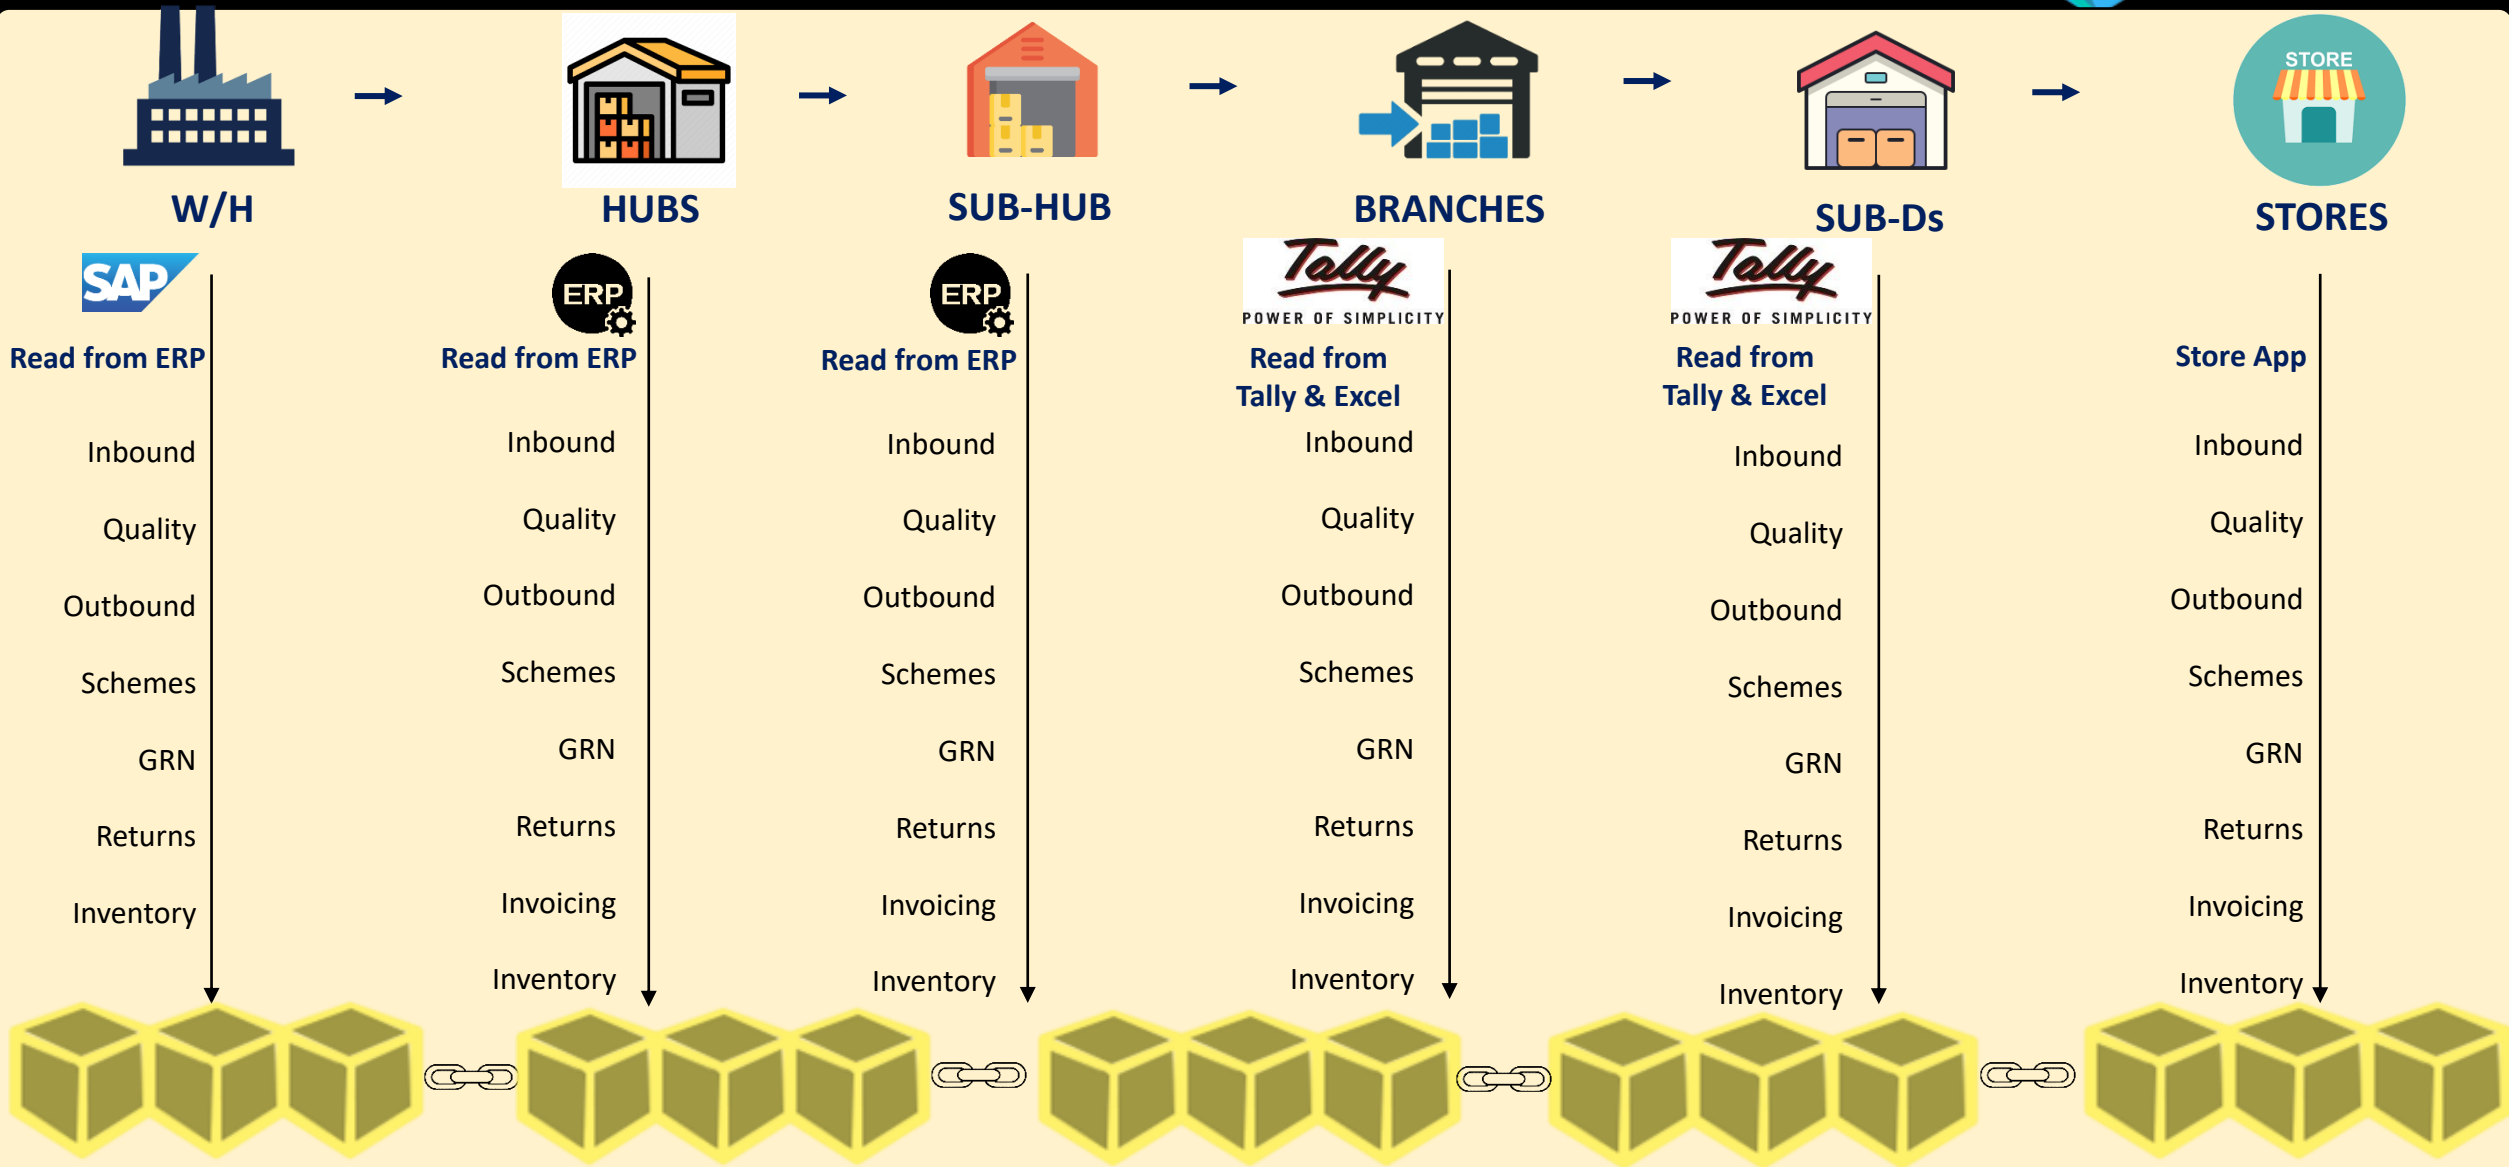 STORE
W/H
HUBS
SUB-HUB
BRANCHES
SUB-Ds
STORES
SAP
Read from ERP
Inbound
Quality
Outbound
Schemes
GRN
Returns
Inventory
ERP
Read from ERP
Inbound
Quality
Outbound
Schemes
GRN
Returns
Invoicing
Inventory
ERP
Read from ERP
Inbound
Quality
Outbound
Schemes
GRN
Returns
Invoicing
Inventory
Tally
POWER OF SIMPLICITY
Read from
Tally & Excel
Inbound
Quality
Outbound
Schemes
GRN
Returns
Invoicing
Inventory
Tally
POWER OF SIMPLICITY
Read from
Tally & Excel
Inbound
Quality
Outbound
Schemes
GRN
Returns
Invoicing
Inventory
Store App
Inbound
Quality
Outbound
Schemes
GRN
Returns
Invoicing
Inventory